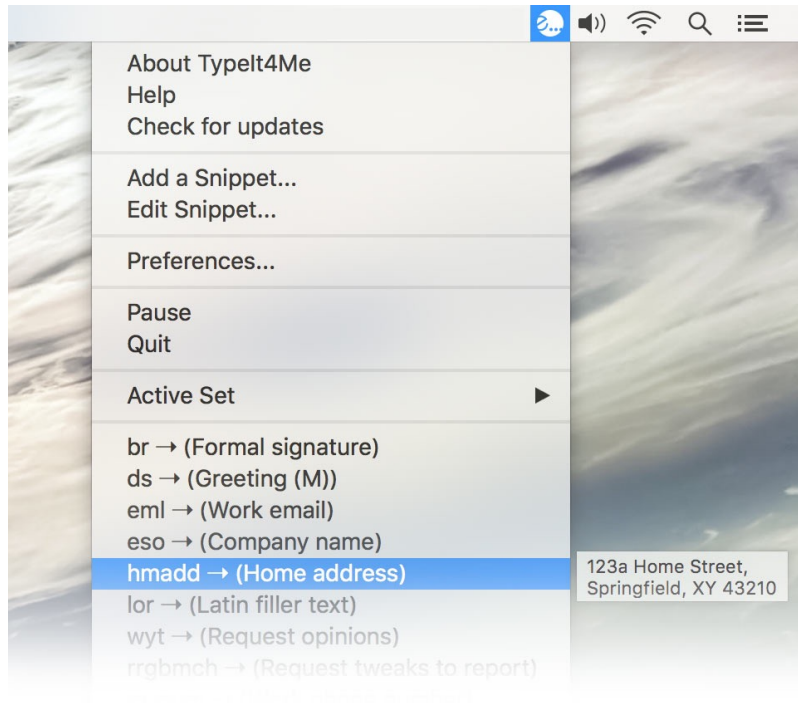 About TypeIt4Me
Help
Check for updates
Add a Snippet...
Edit Snippet...
Preferences...
Pause
Quit
Active Set
br → (Formal signature)
ds → (Greeting (M))
eml → (Work email)
eso → (Company name)
hmadd → (Home address)
123a Home Street,
Springfield, XY 43210
lor → (Latin filler text)
wyt → (Request opinions)
rrgbmch → (Request tweaks to report)